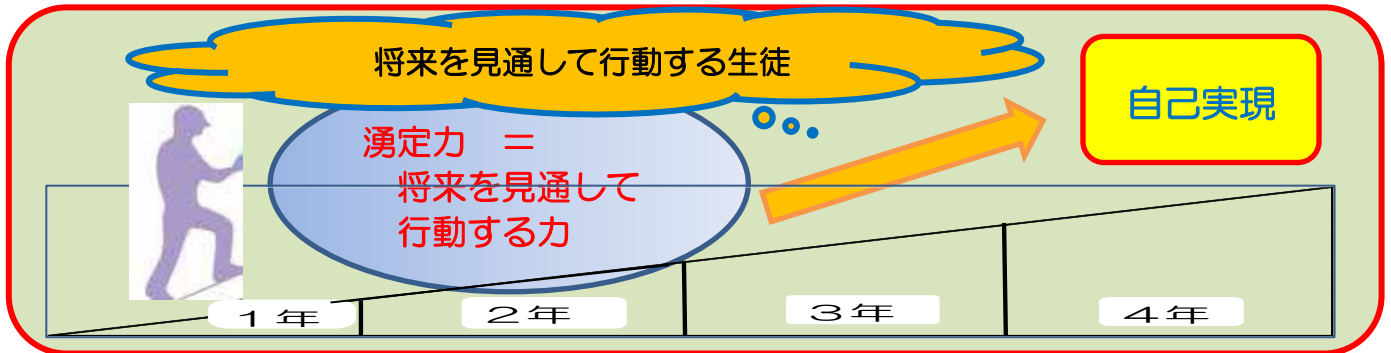 将来を見通して行動する生徒
自己実現
湧定力　＝
将来を見通して
行動する力
１年
２年
３年
４年